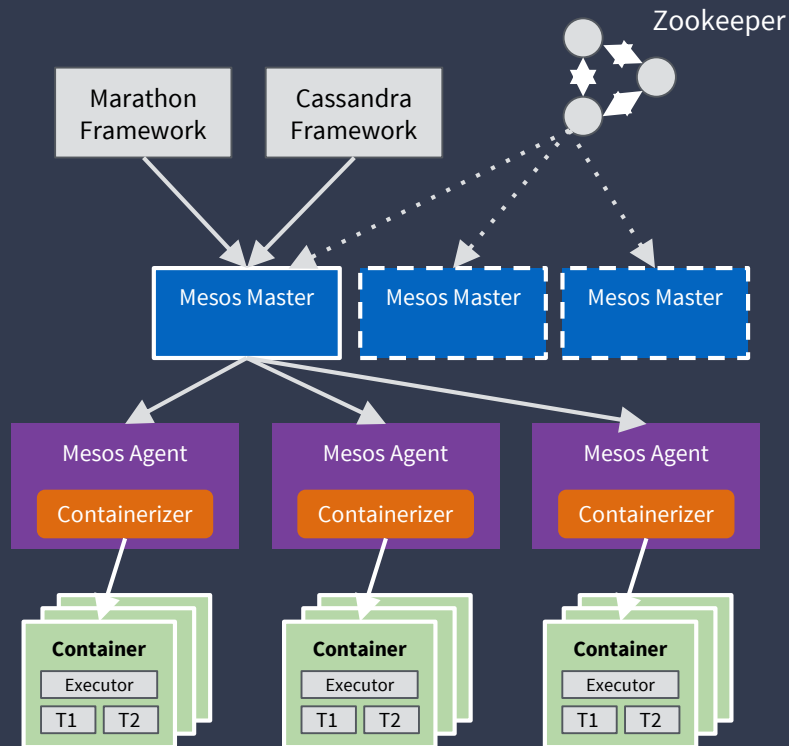 Zookeeper
Marathon
Framework
Cassandra
Framework
Mesos Master
Mesos Master
Mesos Master
Mesos Agent
Containerizer
Mesos Agent
Containerizer
Mesos Agent
Containerizer
Container
Executor
T1 T2
Container
Executor
T1 T2
Container
Executor
T1 T2